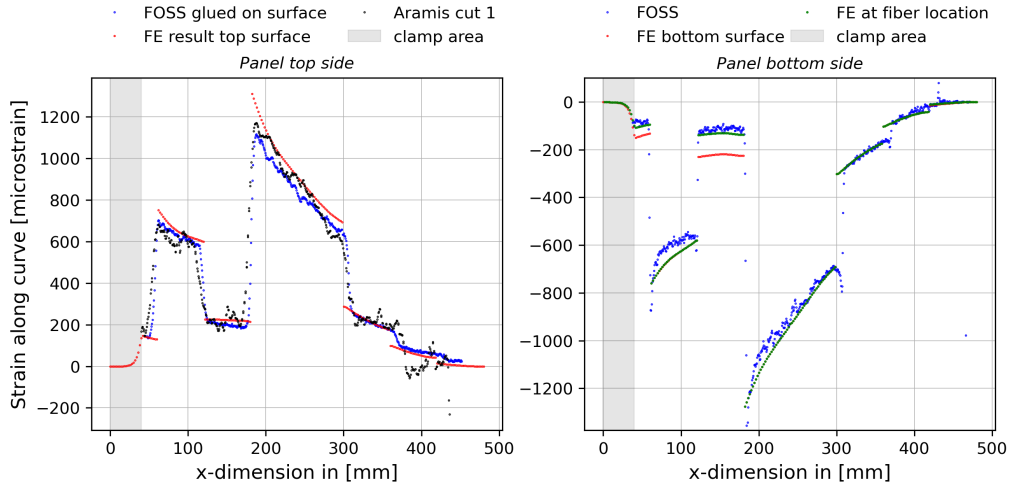 FOSS glued on surface
FE result top surface
Aramis cut 1
clamp area
FOSS
FE bottom surface
FE at fiber location
clamp area
Panel top side
Panel bottom side
Strain along curve [microstrain]
1200
1000
800
600
400
200
0
−200
0
100
200
300
400
500
x-dimension in [mm]
0
−200
−400
−600
−800
−1000
−1200
0
100
200
300
400
500
x-dimension in [mm]